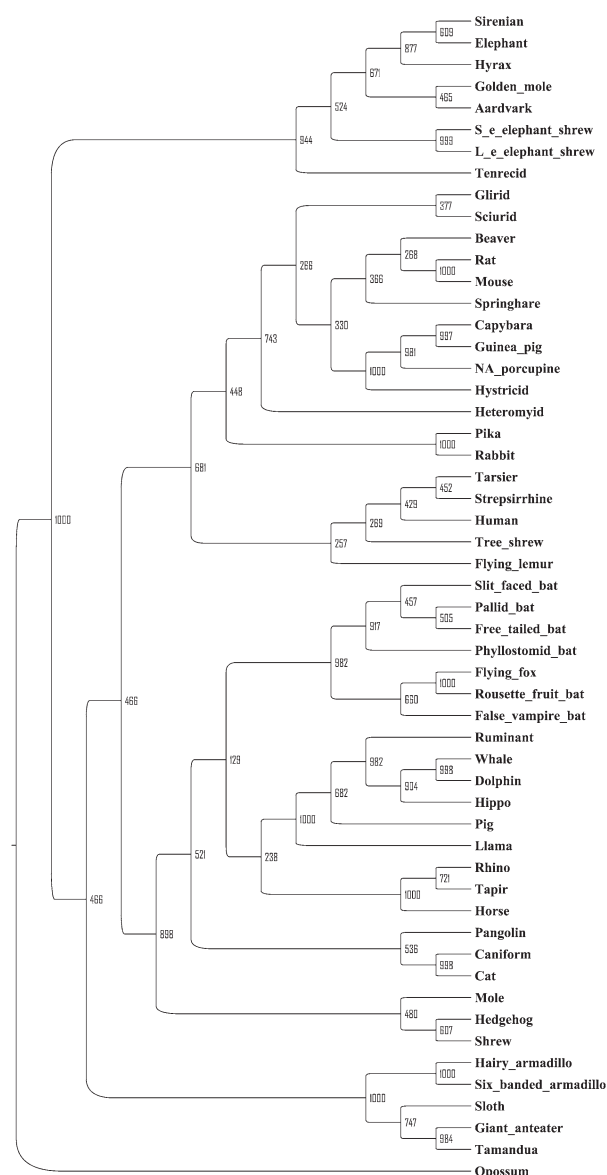 Sirenian
609
Elephant
877
Hyrax
671
Golden_mole
465
Aardvark
524
S_e_elephant_shrew
999
944
L_e_elephant_shrew
Tenrecid
Glirid
377
Sciurid
Beaver
268
266
Rat
1000
366
Mouse
Springhare
330
Capybara
997
743
Guinea_pig
981
NA_porcupine
1000
Hystricid
448
Heteromyid
Pika
1000
Rabbit
681
Tarsier
452
Strepsirrhine
429
Human
269
Tree_shrew
257
1000
Flying_lemur
Slit_faced_bat
457
Pallid_bat
505
917
Free_tailed_bat
Phyllostomid_bat
982
Flying_fox
1000
Rousette_fruit_bat
660
466
False_vampire_bat
Ruminant
129
982
Whale
998
Dolphin
904
682
Hippo
1000
Pig
Llama
521
238
Rhino
721
Tapir
1000
466
Horse
898
Pangolin
536
Caniform
998
Cat
Mole
480
Hedgehog
607
Shrew
Hairy_armadillo
1000
Six_banded_armadillo
1000
Sloth
747
Giant_anteater
984
Tamandua
Opossum